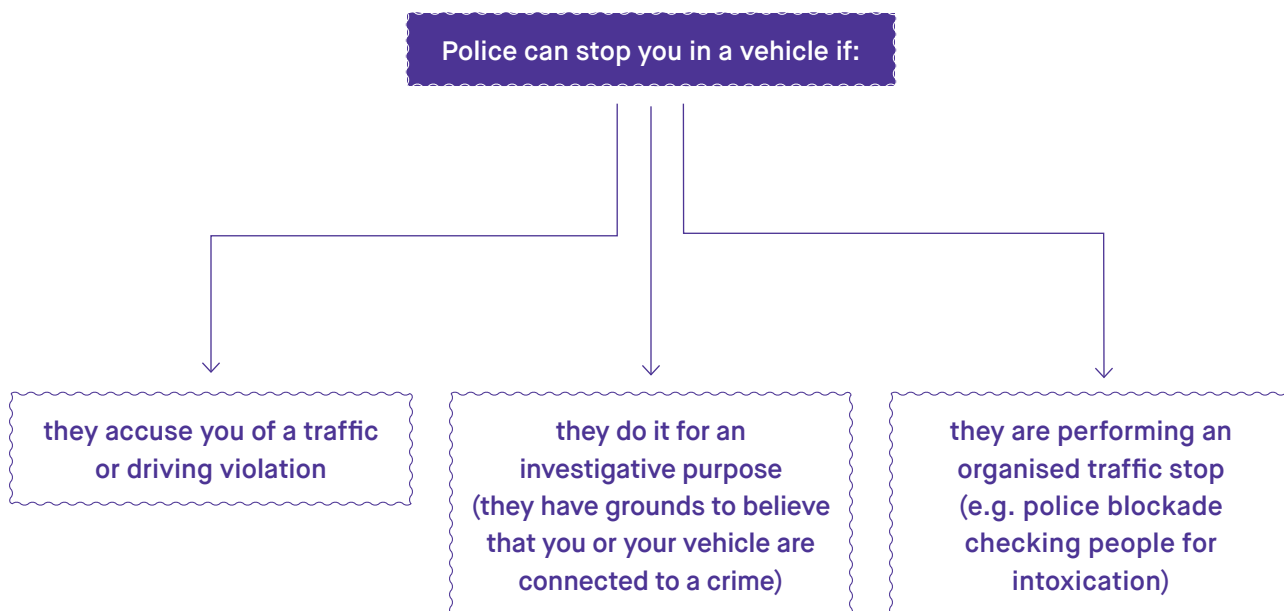 Police can stop you in a vehicle if:
they accuse you of a traffic
or driving violation
they do it for an
investigative purpose
(they have grounds to believe
that you or your vehicle are
connected to a crime)
they are performing an
organised traffic stop
(e.g. police blockade
checking people for
intoxication)